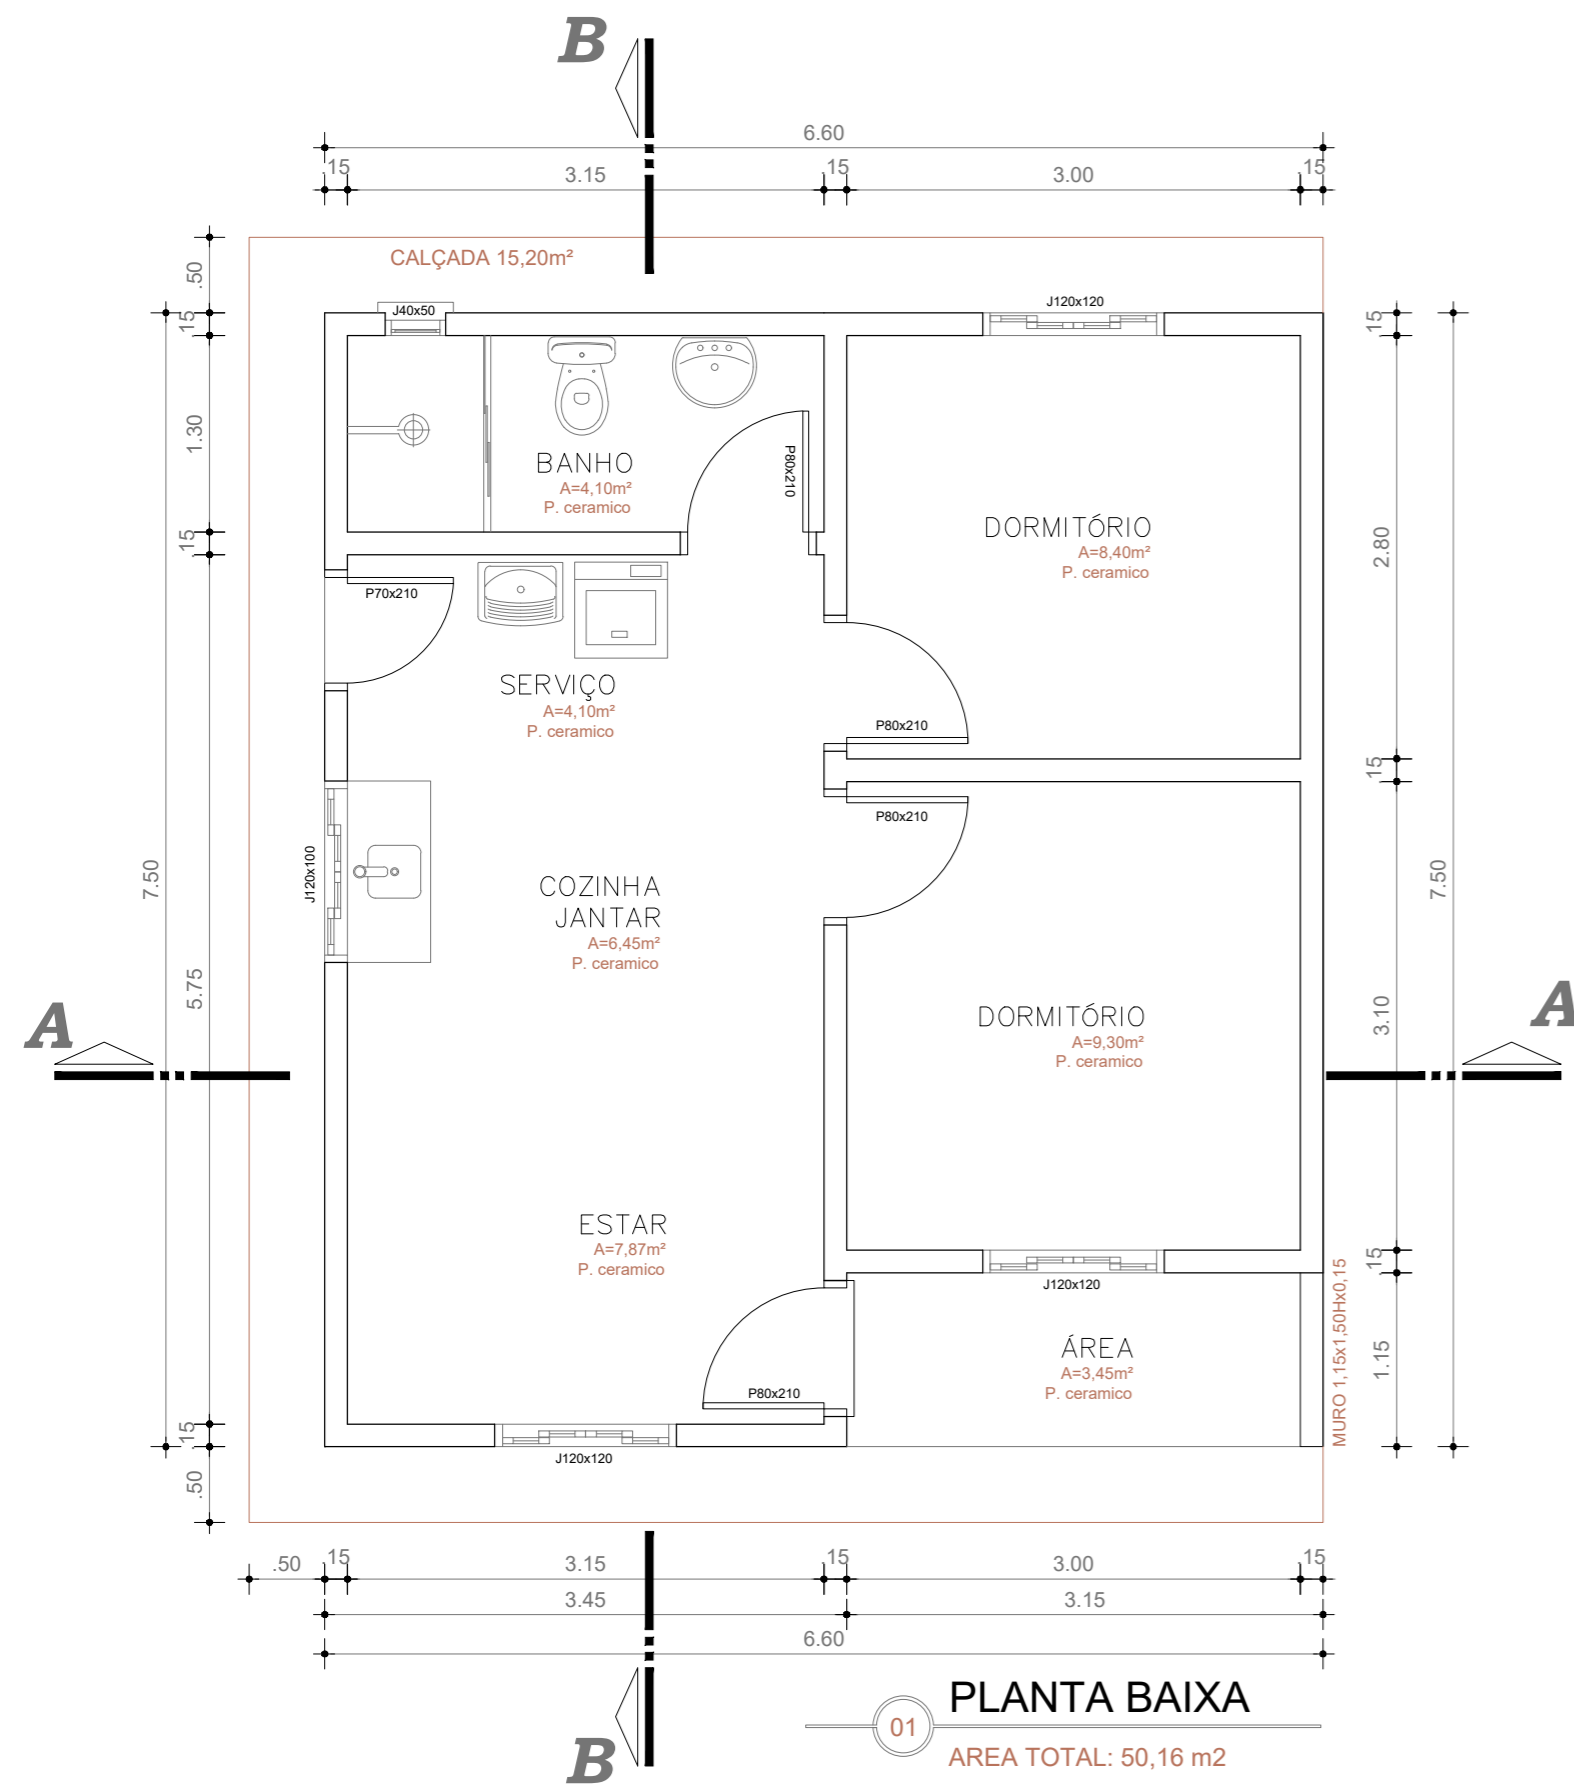 B
6.60
.15
3.15
.15
3.00
.15
CALÇADA 15,20m²
.50
.15
1.30
.15
5.75
.15
.50
7.50
J40x50
J120x120
BANHO
A=4,10m²
P. ceramico
P80x210
DORMITÓRIO
A=8,40m²
P. ceramico
P70x210
SERVIÇO
A=4,10m²
P. ceramico
P80x210
P80x210
J120x100
COZINHA
JANTAR
A=6,45m²
P. ceramico
DORMITÓRIO
A=9,30m²
P. ceramico
A
A
ESTAR
A=7,87m²
P. ceramico
J120x120
P80x210
ÁREA
A=3,45m²
P. ceramico
J120x120
MURO 1,15x1,50Hx0,15
.15
2.80
.15
3.10
.15
1.15
7.50
.50
.15
3.15
.15
3.00
.15
3.45
3.15
6.60
B
01
PLANTA BAIXA
AREA TOTAL: 50,16 m2